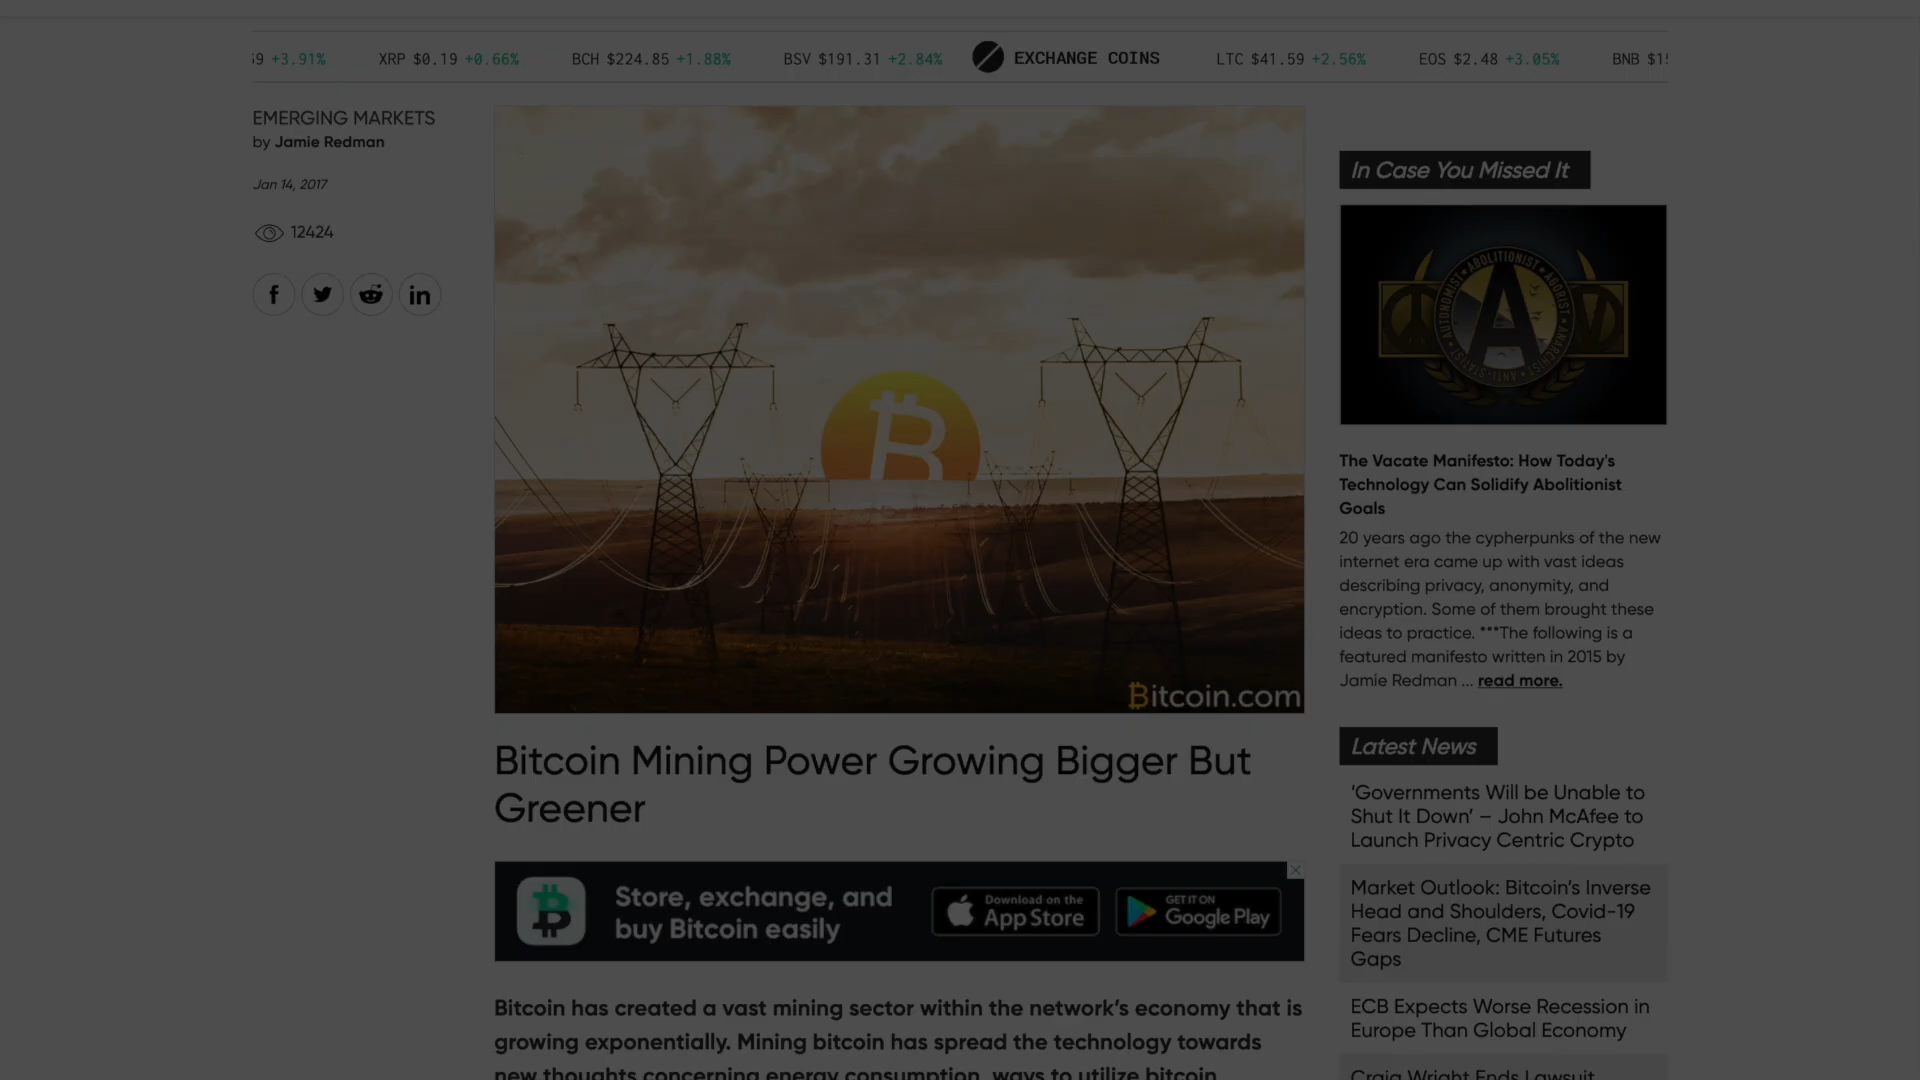 +3.91% XRP $0.19 +0.66% BCH $224.85 +1.88% BSV $191.31 +2.84% EXCHANGE COINS LTC $41.59 +2.56% EOS $2.48 +3.05% BNB
EMERGING MARKETS
by Jamie Redman
Jan 14, 2017
12424
Bitcoin.com
Bitcoin Mining Power Growing Bigger But
Greener
Store, exchange, and
buy Bitcoin easily
Download on the
App Store
GET IT ON
Google Play
Bitcoin has created a vast mining sector within the network's economy that is
growing exponentially. Mining bitcoin has spread the technology towards
new thoughts concerning energy consumption, ways to utilize bitcoin
In Case You Missed It
ABOLITIONIST
AUTONOMIST
AGORIST
ANARCHIST
ANTI-STATIST
A
V
The Vacate Manifesto: How Today's
Technology Can Solidify Abolitionist
Goals
20 years ago the cypherpunks of the new
internet era came up with vast ideas
describing privacy, anonymity, and
encryption. Some of them brought these
ideas to practice. ***The following is a
featured manifesto written in 2015 by
Jamie Redman ... read more.
Latest News
‘Governments Will be Unable to
Shut It Down’ – John McAfee to
Launch Privacy Centric Crypto
Market Outlook: Bitcoin’s Inverse
Head and Shoulders, Covid-19
Fears Decline, CME Futures
Gaps
ECB Expects Worse Recession in
Europe Than Global Economy
Craig Wright Ends Lawsuit